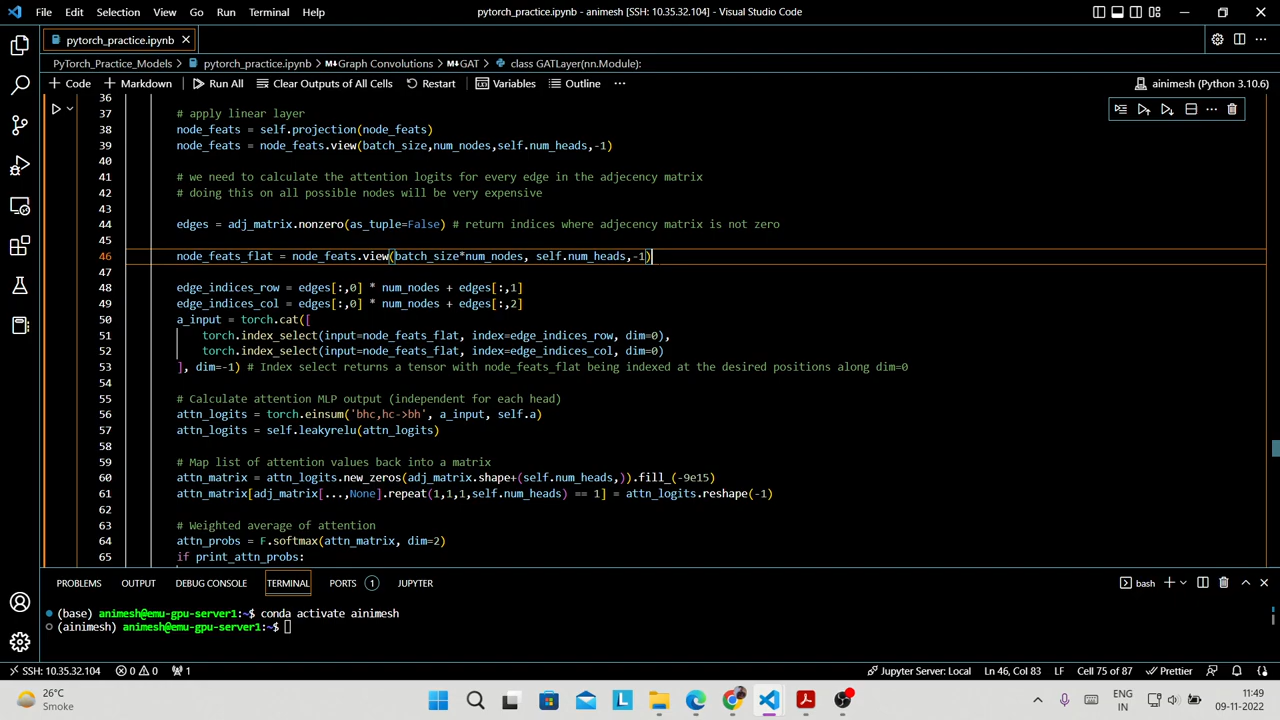 File Edit Selection View Go Run Terminal Help
pytorch_practice.ipynb - animesh [SSH: 10.35.32.104] - Visual Studio Code
pytorch_practice.ipynb
PyTorch_Practice_Models > pytorch_practice.ipynb > Graph Convolutions > GAT > class GATLayer(nn.Module):
+ Code + Markdown Run All Clear Outputs of All Cells Restart Variables Outline ... ainimesh (Python 3.10.6)
36
37 # apply linear layer
38 node_feats = self.projection(node_feats)
39 node_feats = node_feats.view(batch_size,num_nodes,self.num_heads,-1)
40
41 # we need to calculate the attention logits for every edge in the adjecency matrix
42 # doing this on all possible nodes will be very expensive
43
44 edges = adj_matrix.nonzero(as_tuple=False) # return indices where adjecency matrix is not zero
45
46 node_feats_flat = node_feats.view(batch_size*num_nodes, self.num_heads,-1)
47
48 edge_indices_row = edges[:,0] * num_nodes + edges[:,1]
49 edge_indices_col = edges[:,0] * num_nodes + edges[:,2]
50 a_input = torch.cat([
51 torch.index_select(input=node_feats_flat, index=edge_indices_row, dim=0),
52 torch.index_select(input=node_feats_flat, index=edge_indices_col, dim=0)
53 ], dim=-1) # Index select returns a tensor with node_feats_flat being indexed at the desired positions along dim=0
54
55 # Calculate attention MLP output (independent for each head)
56 attn_logits = torch.einsum('bhc,hc->bh', a_input, self.a)
57 attn_logits = self.leakyrelu(attn_logits)
58
59 # Map list of attention values back into a matrix
60 attn_matrix = attn_logits.new_zeros(adj_matrix.shape+(self.num_heads,)).fill_(-9e15)
61 attn_matrix[adj_matrix[...,None].repeat(1,1,1,self.num_heads) == 1] = attn_logits.reshape(-1)
62
63 # Weighted average of attention
64 attn_probs = F.softmax(attn_matrix, dim=2)
65 if print_attn_probs:
PROBLEMS OUTPUT DEBUG CONSOLE TERMINAL PORTS 1 JUPYTER
bash
(base) animesh@emu-gpu-server1:~$ conda activate ainimesh
(ainimesh) animesh@emu-gpu-server1:~$
SSH: 10.35.32.104 0 0 1 Jupyter Server: Local Ln 46, Col 83 LF Cell 75 of 87 Prettier
26°C
Smoke
ENG
IN
11:49
09-11-2022